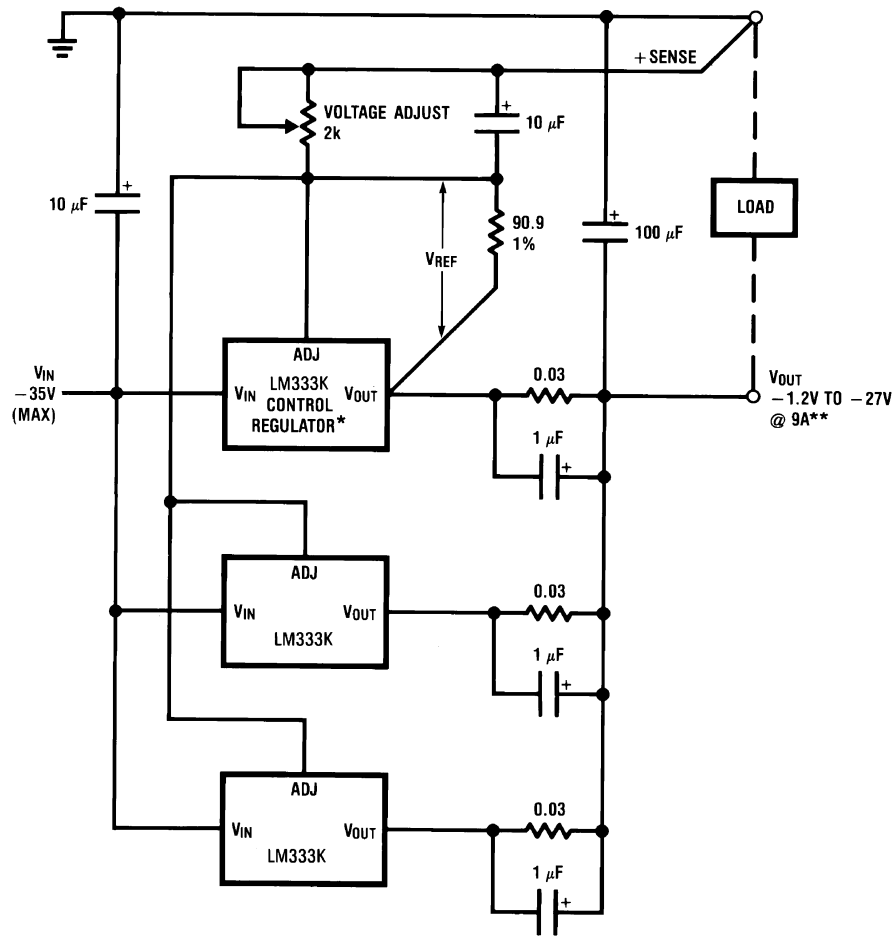 + SENSE
VOLTAGE ADJUST
2k
+
10 µF
+
10 µF
90.9
1%
VREF
+
100 µF
LOAD
VIN
−35V
(MAX)
ADJ
VIN
LM333K
VOUT
CONTROL
REGULATOR*
0.03
1 µF
+
VOUT
−1.2V TO −27V
@ 9A**
ADJ
VIN
VOUT
LM333K
0.03
1 µF
+
ADJ
VIN
VOUT
LM333K
0.03
1 µF
+